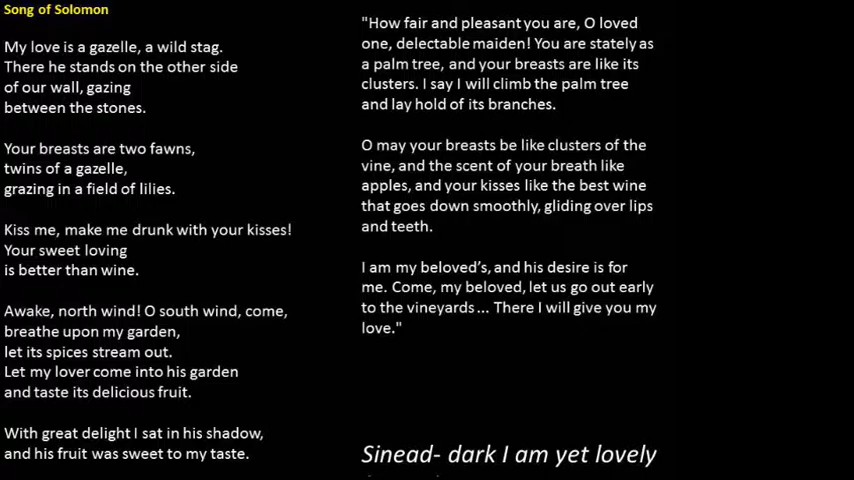 Song of Solomon
My love is a gazelle, a wild stag.
There he stands on the other side
of our wall, gazing
between the stones.
Your breasts are two fawns,
twins of a gazelle,
grazing in a field of lilies.
Kiss me, make me drunk with your kisses!
Your sweet loving
is better than wine.
Awake, north wind! O south wind, come,
breathe upon my garden,
let its spices stream out.
Let my lover come into his garden
and taste its delicious fruit.
With great delight I sat in his shadow,
and his fruit was sweet to my taste.
"How fair and pleasant you are, O loved
one, delectable maiden! You are stately as
a palm tree, and your breasts are like its
clusters. I say I will climb the palm tree
and lay hold of its branches.
O may your breasts be like clusters of the
vine, and the scent of your breath like
apples, and your kisses like the best wine
that goes down smoothly, gliding over lips
and teeth.
I am my beloved's, and his desire is for
me. Come, my beloved, let us go out early
to the vineyards... There I will give you my
love."
Sinead- dark I am yet lovely